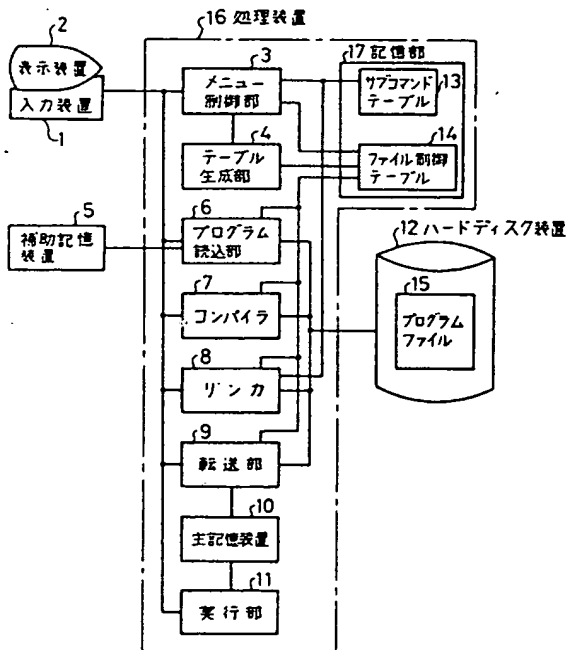 16 処理装置
2
表示装置
入力装置
1
3
メニュー
制御部
4
テーブル
生成部
17 記憶部
サブコマンド
テーブル
13
14
ファイル制御
テーブル
5
補助記憶
装置
6
プログラム
読込部
7
コンパイラ
8
リンカ
9
転送部
10
主記憶装置
11
実行部
12 ハードディスク装置
15
プログラム
ファイル